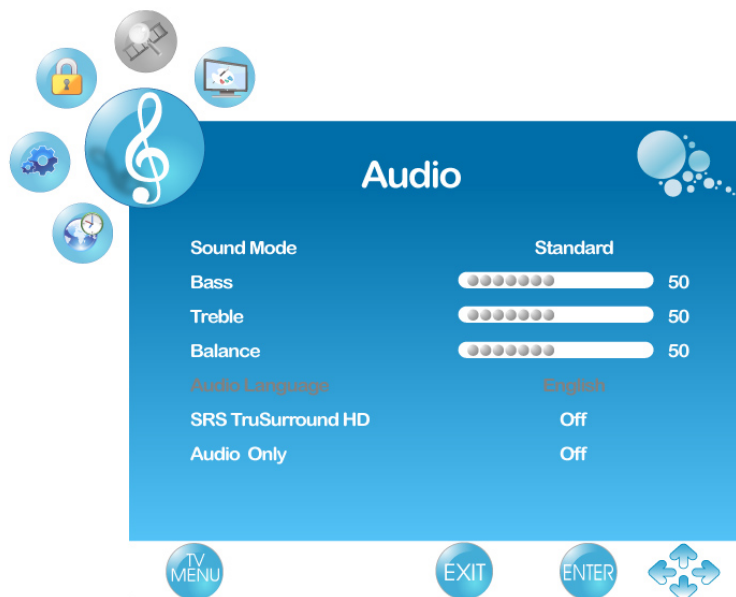 Audio
Sound Mode Standard
Bass 50
Treble 50
Balance 50
Audio Language English
SRS TruSurround HD Off
Audio Only Off
TV MENU EXIT ENTER